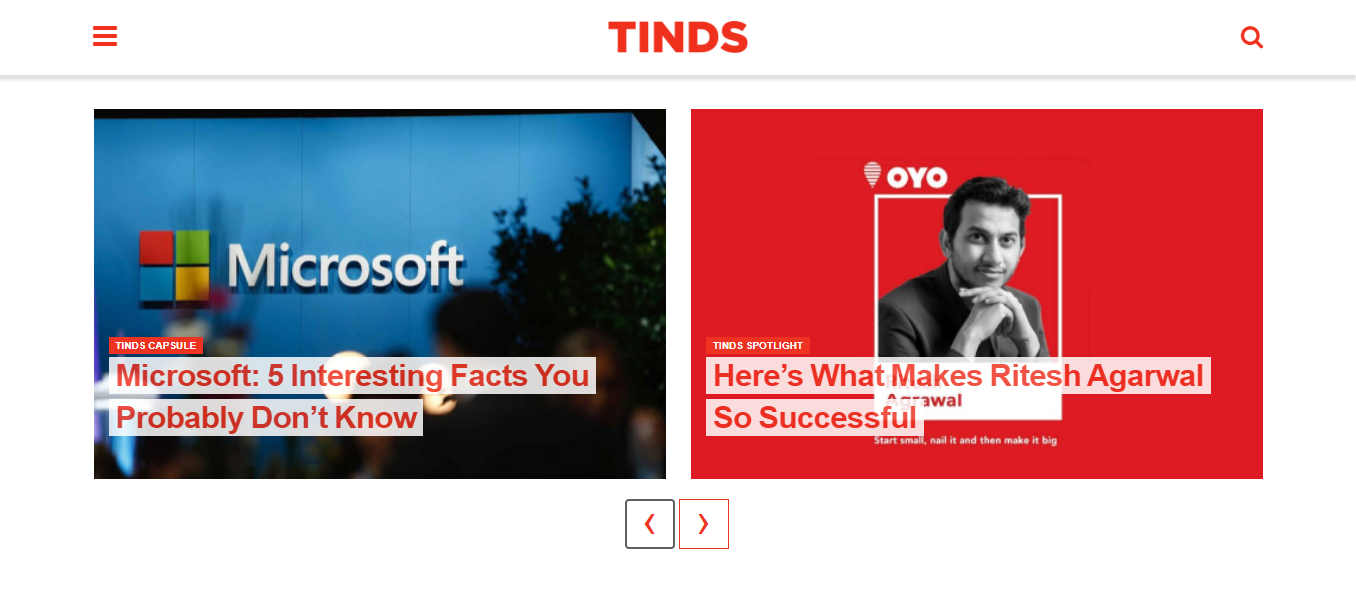 TINDS
Microsoft
TINDS CAPSULE
Microsoft: 5 Interesting Facts You
Probably Don’t Know
OYO
TINDS SPOTLIGHT
Here’s What Makes Ritesh Agarwal
So Successful
Agrawal
Start small, nail it and then make it big